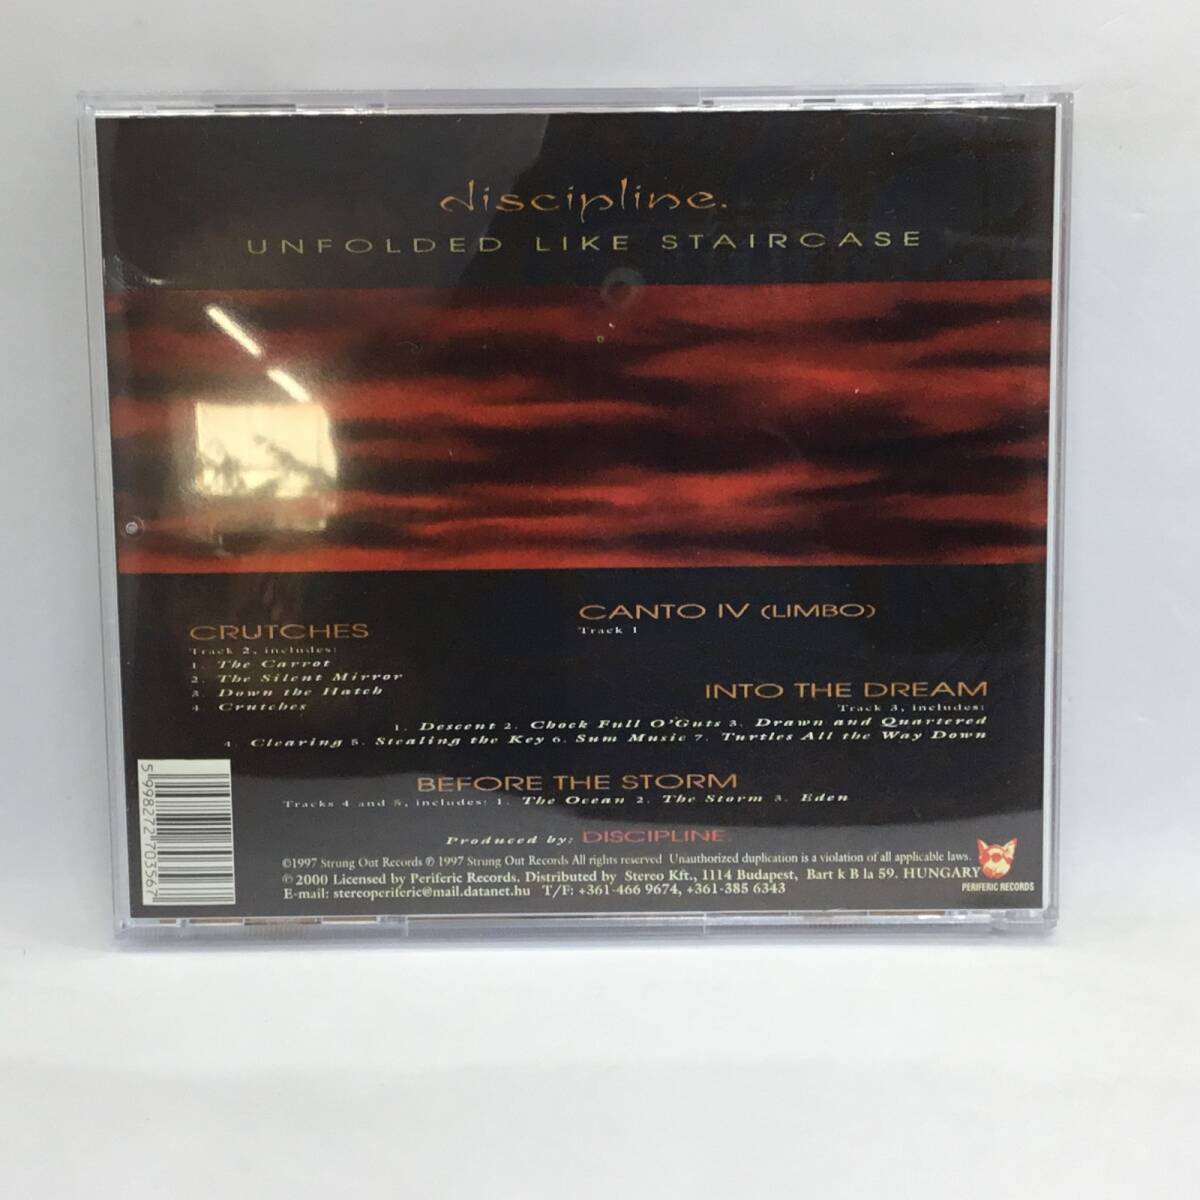 discipline.
UNFOLDED LIKE STAIRCASE
CANTO IV (LIMBO)
Track 1
CRUTCHES
Track 2, includes:
1. The Carrot
2. The Silent Mirror
3. Down the Hatch
4. Crutches
INTO THE DREAM
Track 3, includes:
1. Descent 2. Chock Full O'Guts 3. Drawn and Quartered
4. Clearing 5. Stealing the Key 6. Sum Music 7. Turtles All the Way Down
BEFORE THE STORM
Tracks 4 and 5, includes: 1. The Ocean 2. The Storm 3. Eden
Produced by: DISCIPLINE
©1997 Strung Out Records ℗ 1997 Strung Out Records All rights reserved Unauthorized duplication is a violation of all applicable laws.
©2000 Licensed by Periferic Records. Distributed by Stereo Kft., 1114 Budapest, Bart k B la 59. HUNGARY
E-mail: stereoperiferic@mail.datanet.hu T/F: +361-466 9674, +361-385 6343
PERIFERIC RECORDS
5998272703567